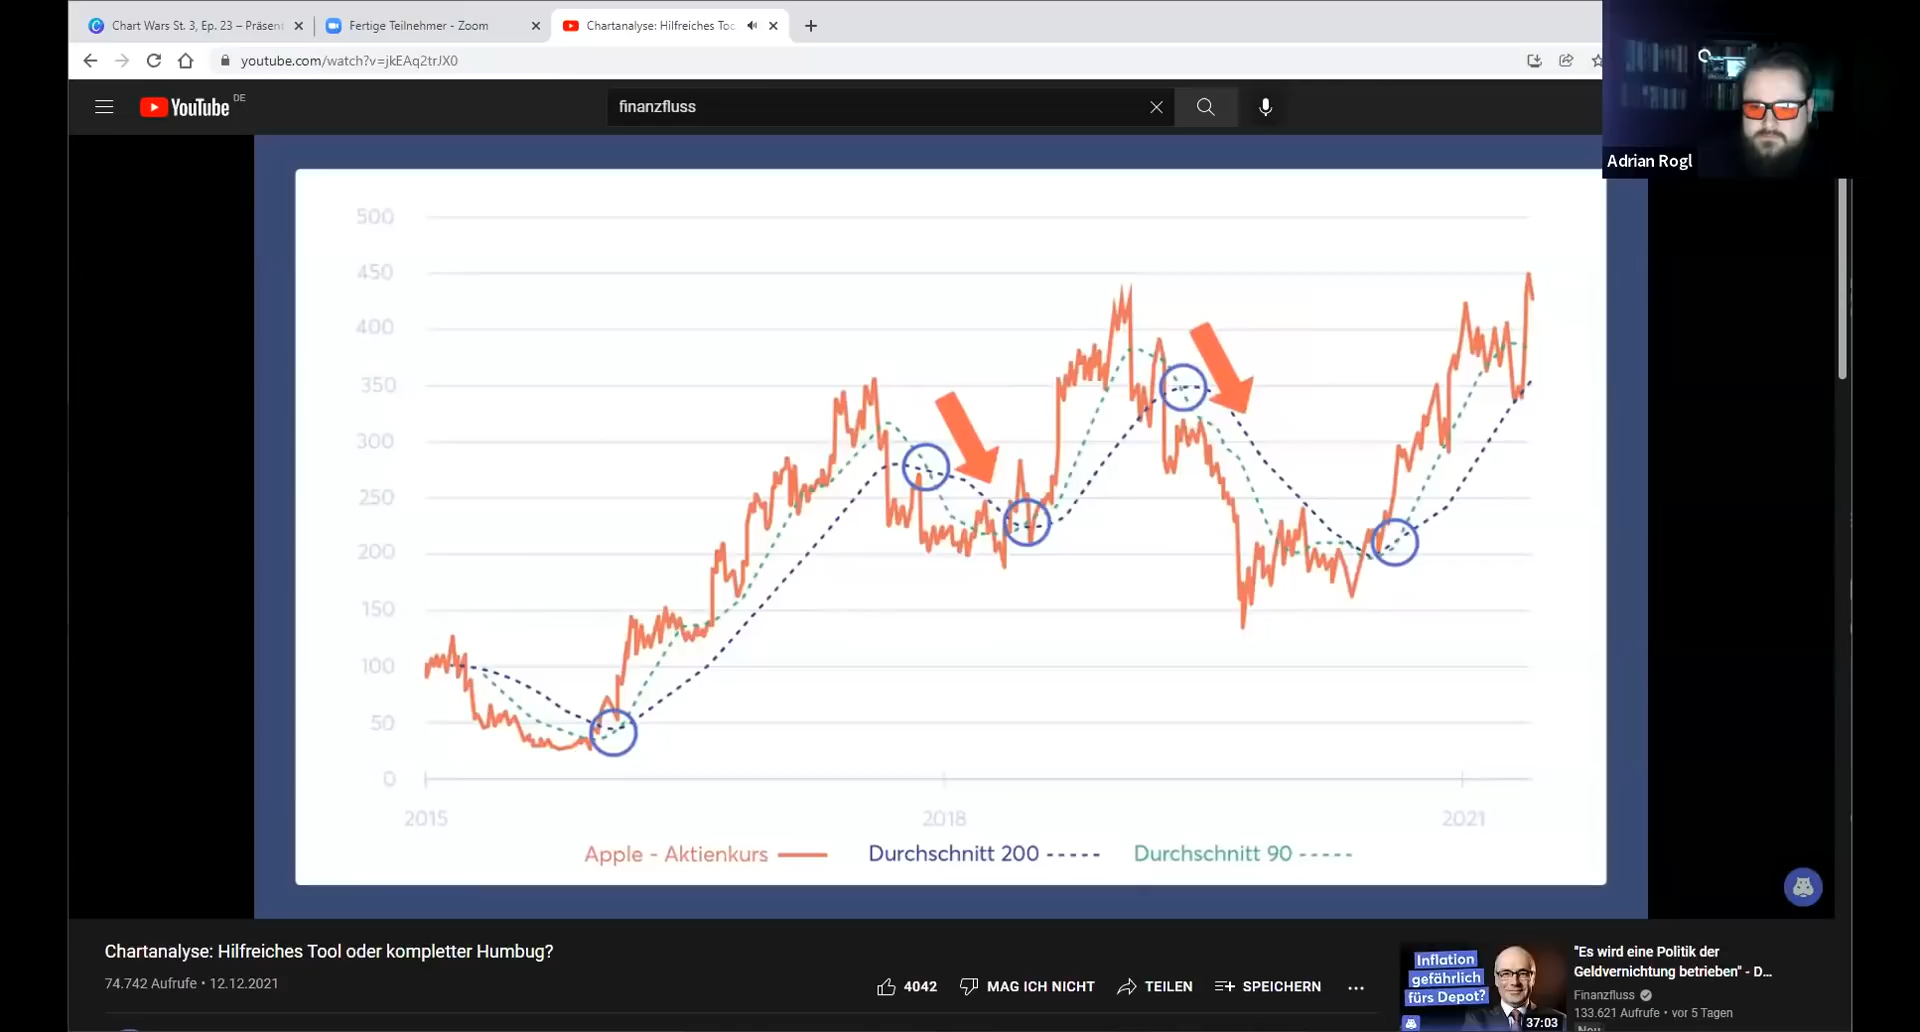 Chart Wars St. 3, Ep. 23 – Präsent
Fertige Teilnehmer - Zoom
Chartanalyse: Hilfreiches Too
youtube.com/watch?v=jkEAq2trJX0
YouTube DE
finanzfluss
Adrian Rogl
500
450
400
350
300
250
200
150
100
50
0
2015 2018 2021
Apple - Aktienkurs Durchschnitt 200 Durchschnitt 90
Chartanalyse: Hilfreiches Tool oder kompletter Humbug?
74.742 Aufrufe • 12.12.2021
4042 MAG ICH NICHT TEILEN SPEICHERN
Inflation
gefährlich
fürs Depot?
37:03
"Es wird eine Politik der
Geldvernichtung betrieben" - D...
Finanzfluss
133.621 Aufrufe • vor 5 Tagen
Neu